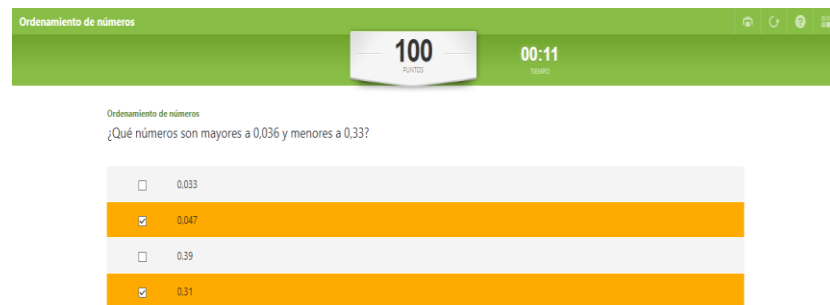 Ordenamiento de números
100
PUNTOS
00:11
TIEMPO
Ordenamiento de números
¿Qué números son mayores a 0,036 y menores a 0,33?
0,033
0,047
0,39
0,31